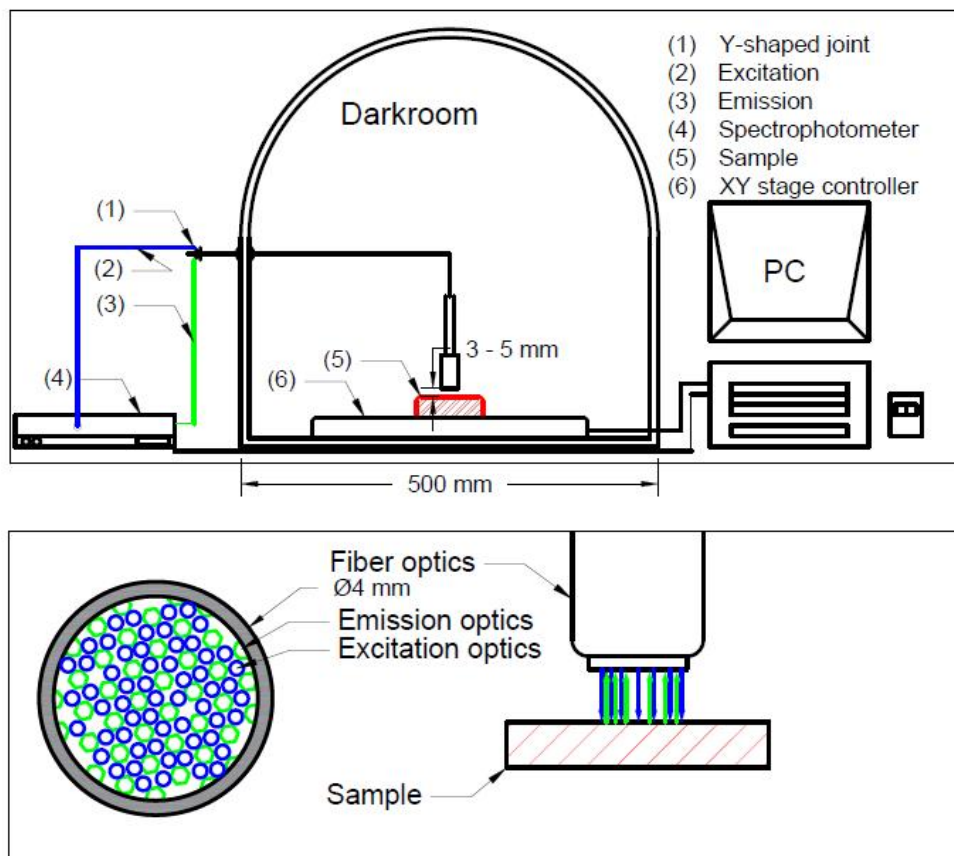 Darkroom
(1) Y-shaped joint
(2) Excitation
(3) Emission
(4) Spectrophotometer
(5) Sample
(6) XY stage controller
(1)
(2)
(3)
(4)
(5)
(6)
3 - 5 mm
PC
500 mm
Fiber optics
Ø4 mm
Emission optics
Excitation optics
Sample